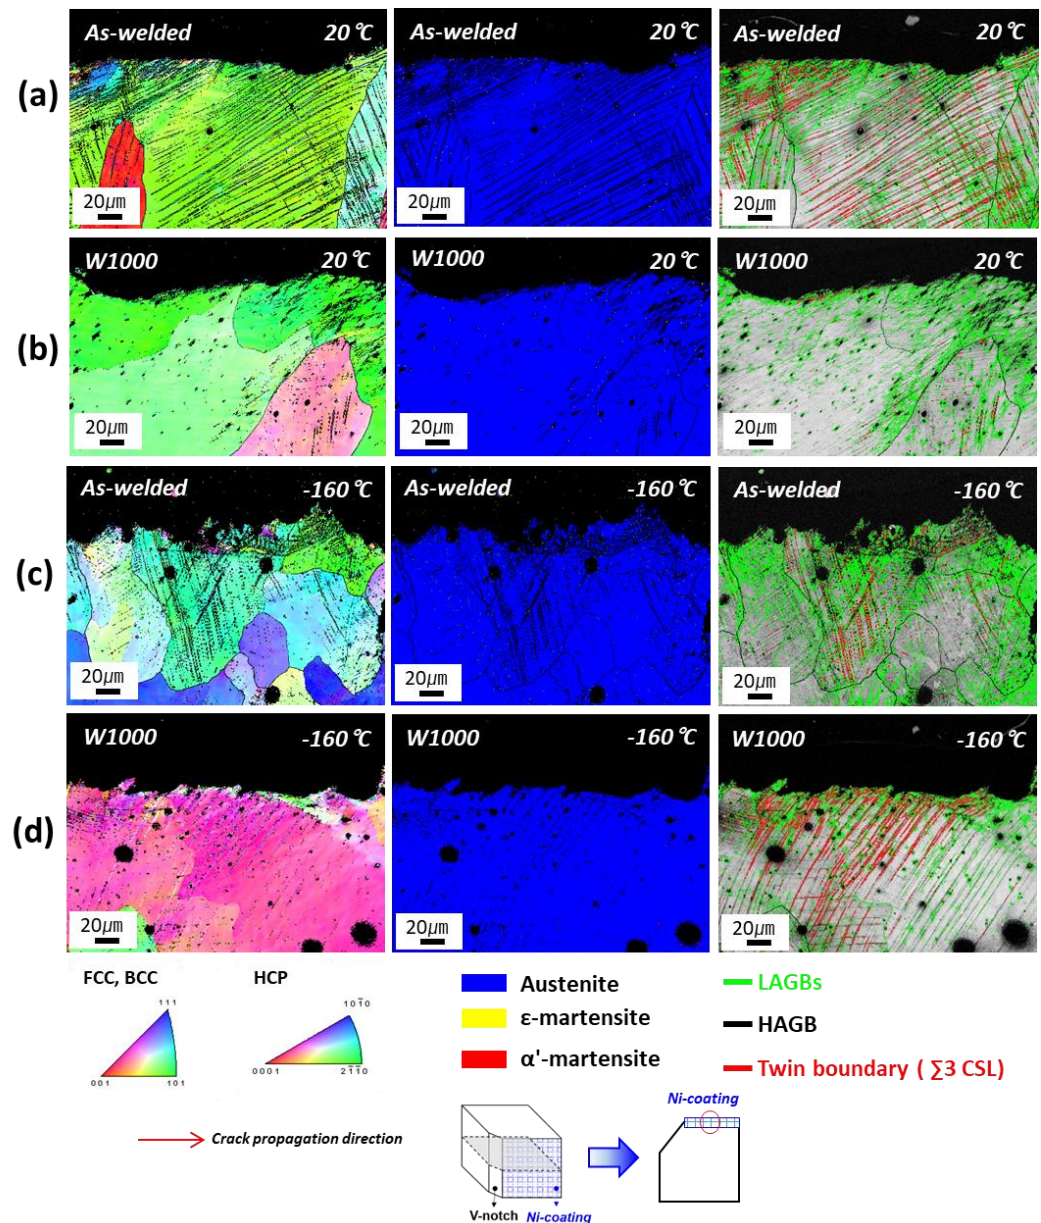 (a)
As-welded 20℃
20㎛
As-welded 20℃
20㎛
As-welded 20℃
20㎛
(b)
W1000 20℃
20㎛
W1000 20℃
20㎛
W1000 20℃
20㎛
(c)
As-welded -160℃
20㎛
As-welded -160℃
20㎛
As-welded -160℃
20㎛
(d)
W1000 -160℃
20㎛
W1000 -160℃
20㎛
W1000 -160℃
20㎛
FCC, BCC
111
001 101
HCP
101̄0
0001 2̄1̄1̄0
Austenite
ε-martensite
α'-martensite
LAGBs
HAGB
Twin boundary ( ∑3 CSL)
Crack propagation direction
V-notch Ni-coating
Ni-coating